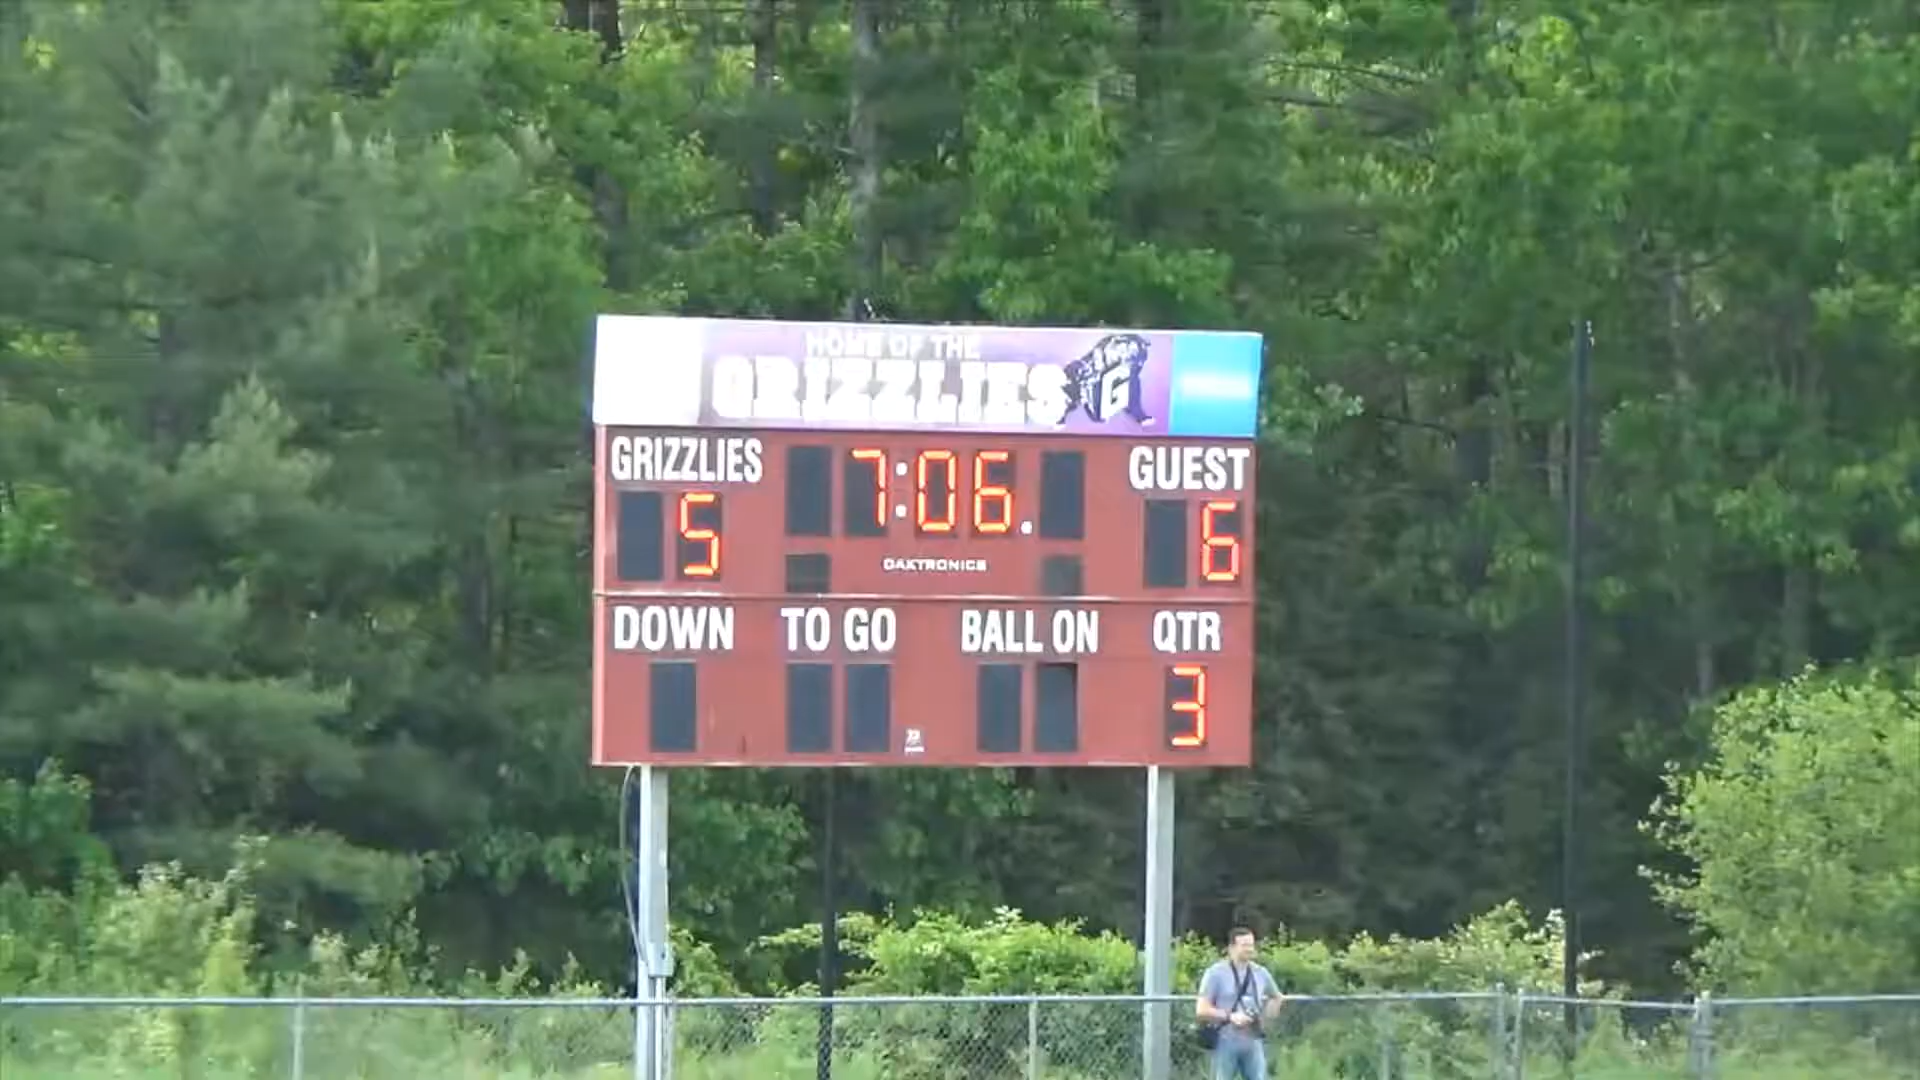 HOME OF THE
GRIZZLIES
G
GRIZZLIES 7:06. GUEST
5 6
DAKTRONICS
DOWN TO GO BALL ON QTR
3